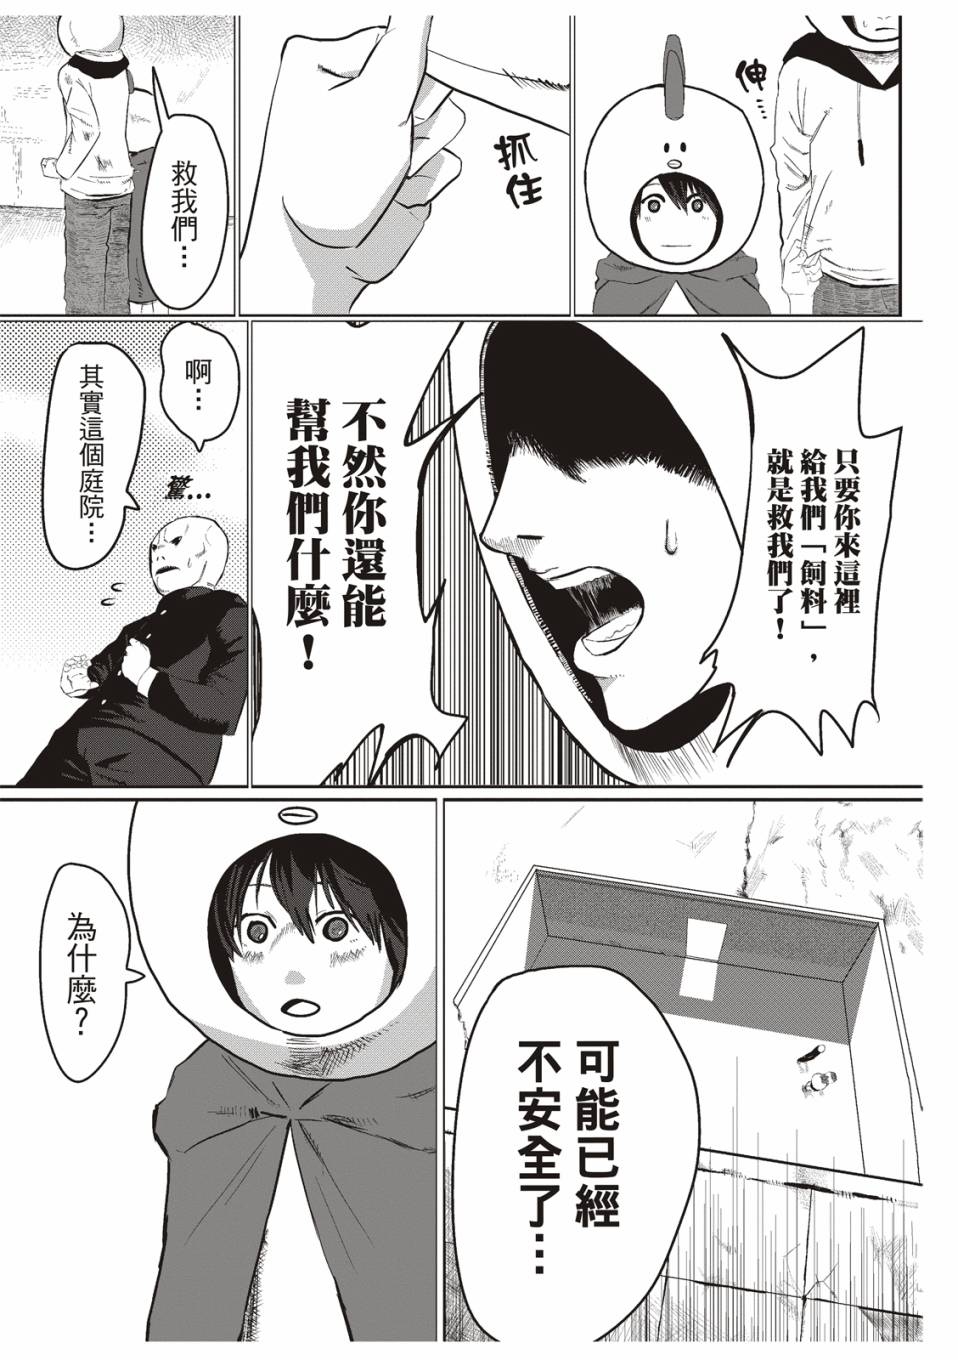 伸
抓住
救我們…
只要你來這裡
給我們「飼料」，
就是救我們了！
不然你還能
幫我們什麼！
啊…
驚…
其實這個庭院…
可能已經
不安全了…
為什麼？